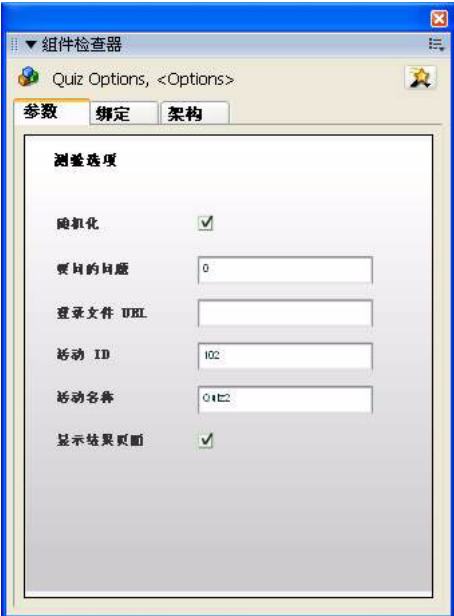 组件检查器
Quiz Options, <Options>
参数 绑定 架构
测验选项
随机化
要问的问题 0
登录文件 URL
活动 ID 102
活动名称 Quiz2
显示结果页面